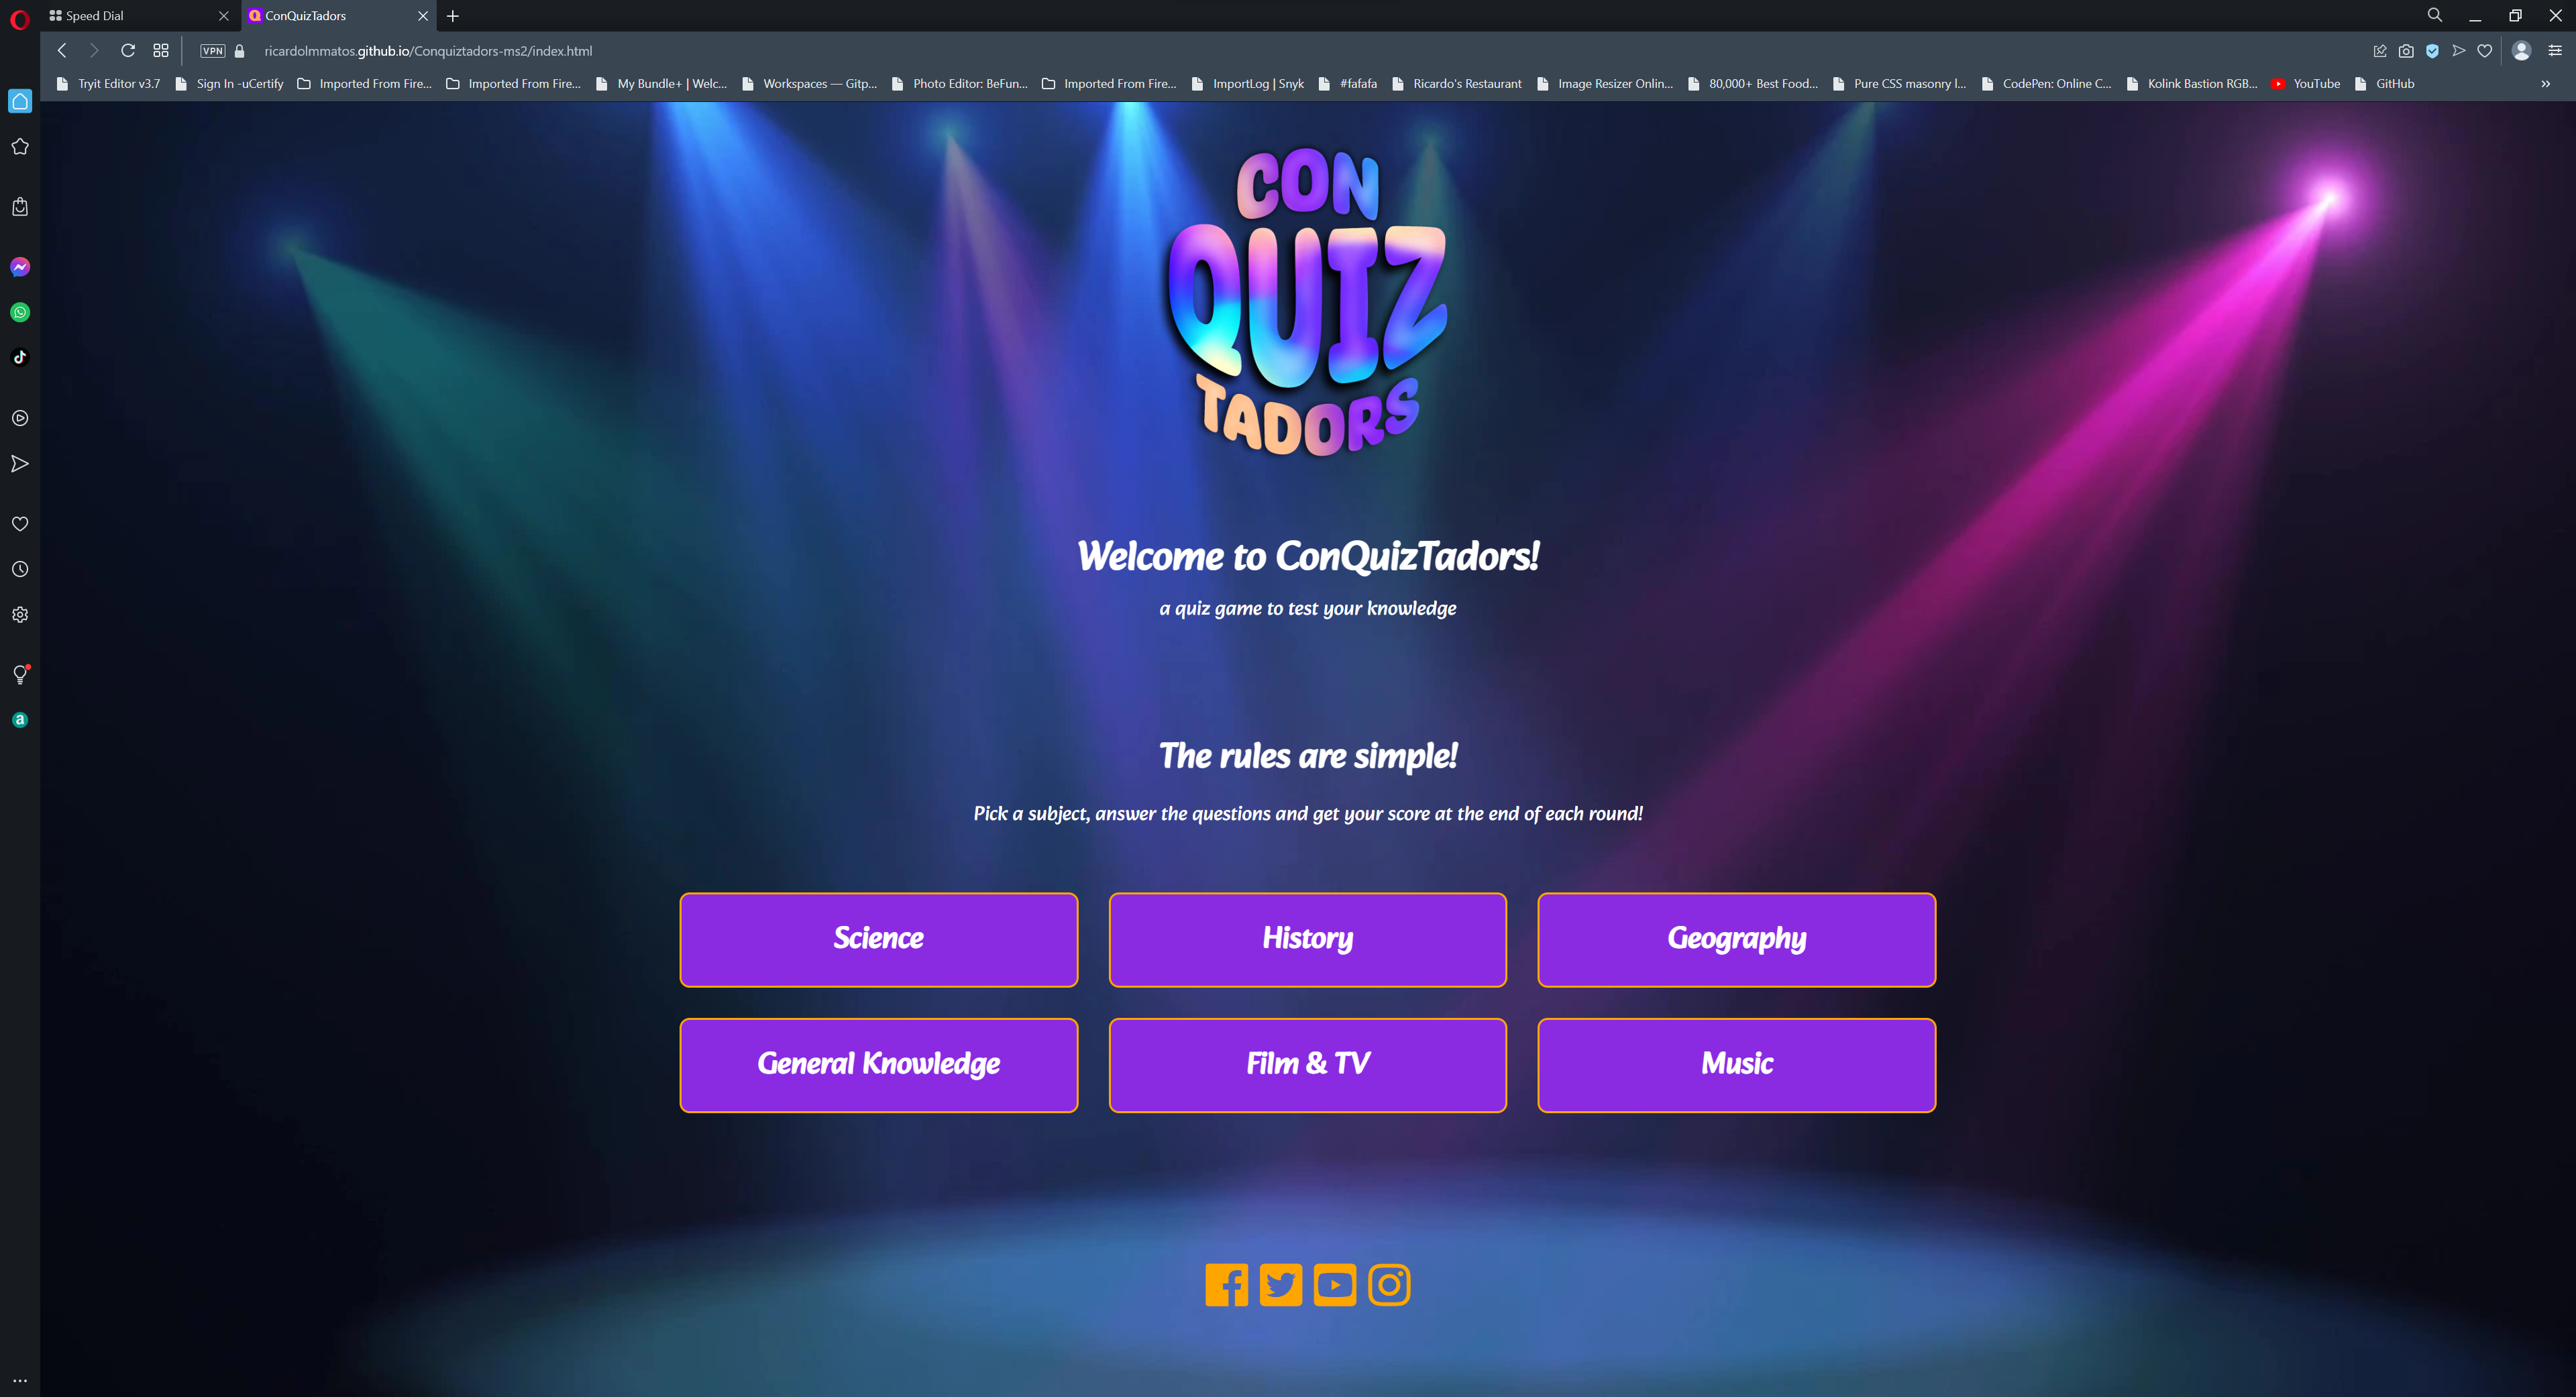 Speed Dial
ConQuizTadors
VPN
ricardolmmatos.github.io/Conquiztadors-ms2/index.html
Tryit Editor v3.7
Sign In -uCertify
Imported From Fire...
Imported From Fire...
My Bundle+ | Welc...
Workspaces — Gitp...
Photo Editor: BeFun...
Imported From Fire...
ImportLog | Snyk
#fafafa
Ricardo's Restaurant
Image Resizer Onlin...
80,000+ Best Food...
Pure CSS masonry l...
CodePen: Online C...
Kolink Bastion RGB...
YouTube
GitHub
CON
QUIZ
TADORS
Welcome to ConQuizTadors!
a quiz game to test your knowledge
The rules are simple!
Pick a subject, answer the questions and get your score at the end of each round!
Science
History
Geography
General Knowledge
Film & TV
Music